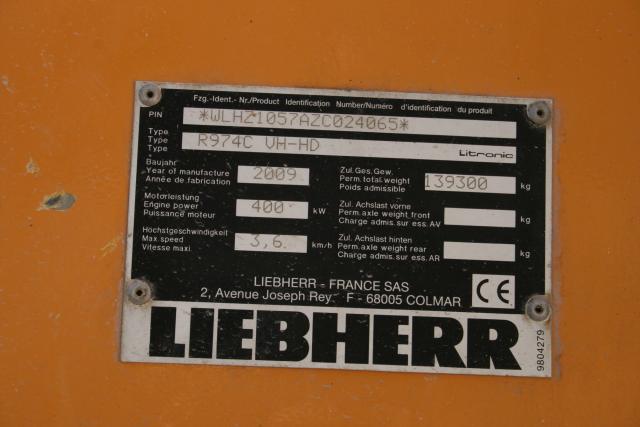 Fzg.-Ident.- Nr./Product Identification Number/Numéro d'identification du produit
PIN *WLHZ1057AZC024065*
Type
Type R974C VH-HD
Type Litronic
Baujahr
Year of manufacture 2009
Année de fabrication
Zul.Ges.Gew.
Perm.total.weight 139300 kg
Poids admissible
Motorleistung
Engine power 400 kW
Puissance moteur
Zul. Achslast vorne
Perm.axle weight front kg
Charge admis.sur ess.AV
Höchstgeschwindigkeit
Max speed 3,6 km/h
Vitesse maxi.
Zul. Achslast hinten
Perm.axle weight rear kg
Charge admis.sur ess.AR
LIEBHERR - FRANCE SAS
2, Avenue Joseph Rey F - 68005 COLMAR
CE
LIEBHERR
9804279